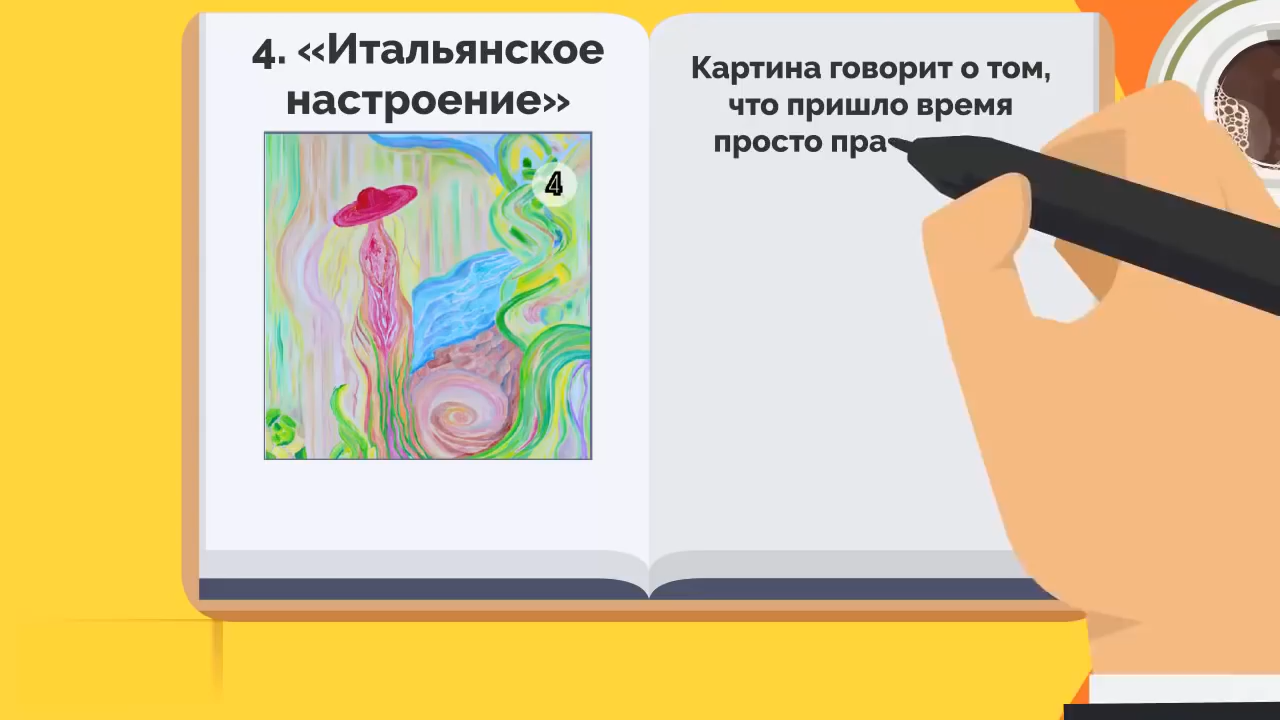 4. «Итальянское
настроение»
4
Картина говорит о том,
что пришло время
просто пра